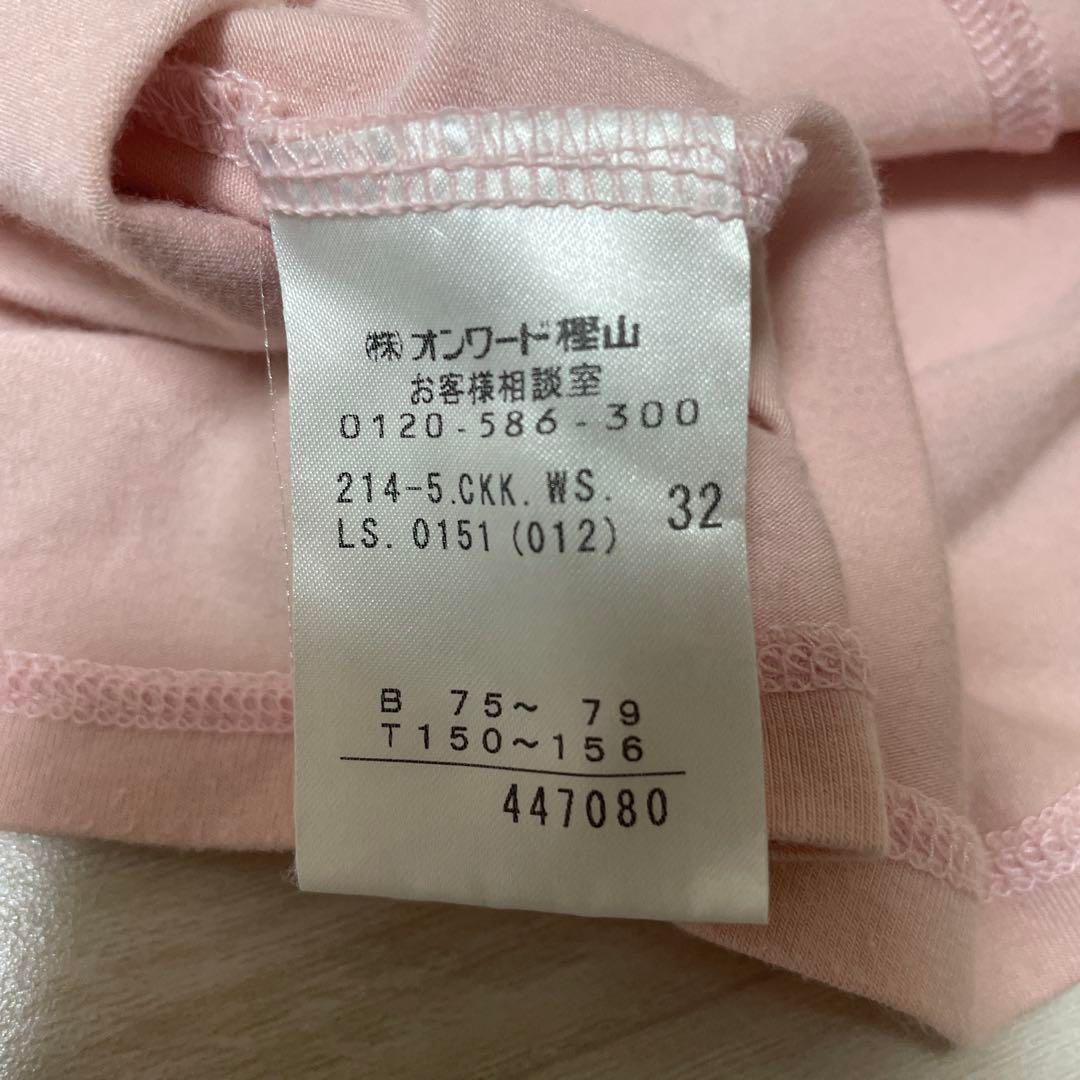 ㈱オンワード樫山
お客様相談室
0120-586-300
214-5.CKK.WS.
LS.0151(012) 32
B 75~ 79
T150~156
447080